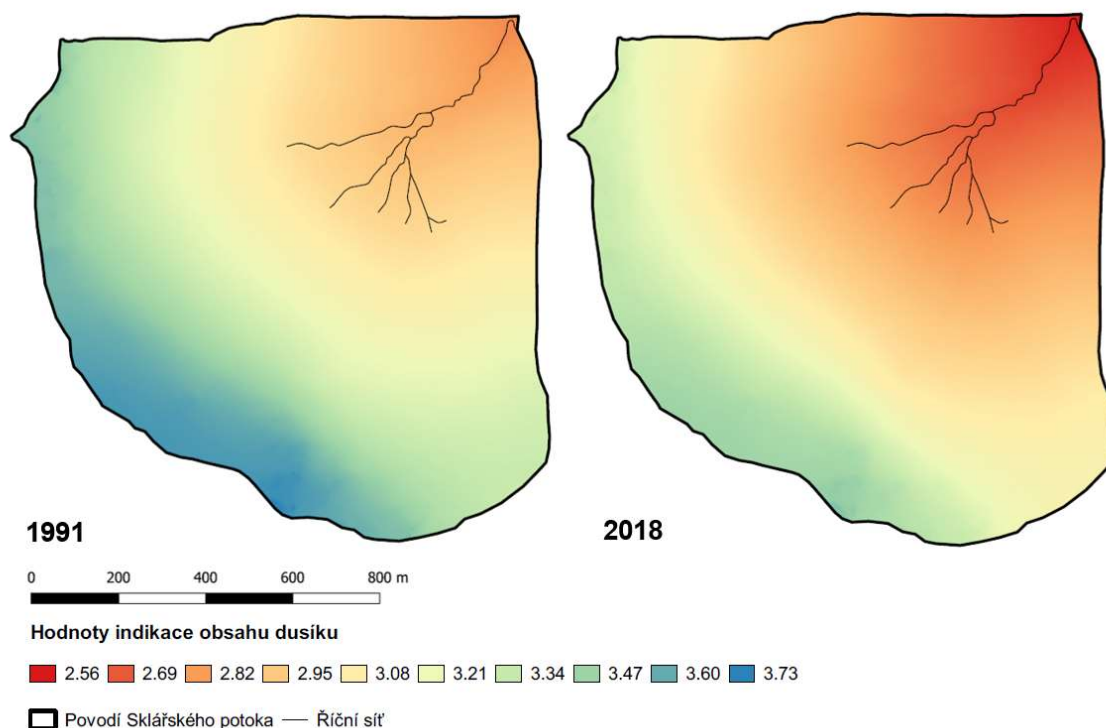 1991
2018
0 200 400 600 800 m
Hodnoty indikace obsahu dusíku
2.56 2.69 2.82 2.95 3.08 3.21 3.34 3.47 3.60 3.73
Povodí Sklářského potoka Říční síť